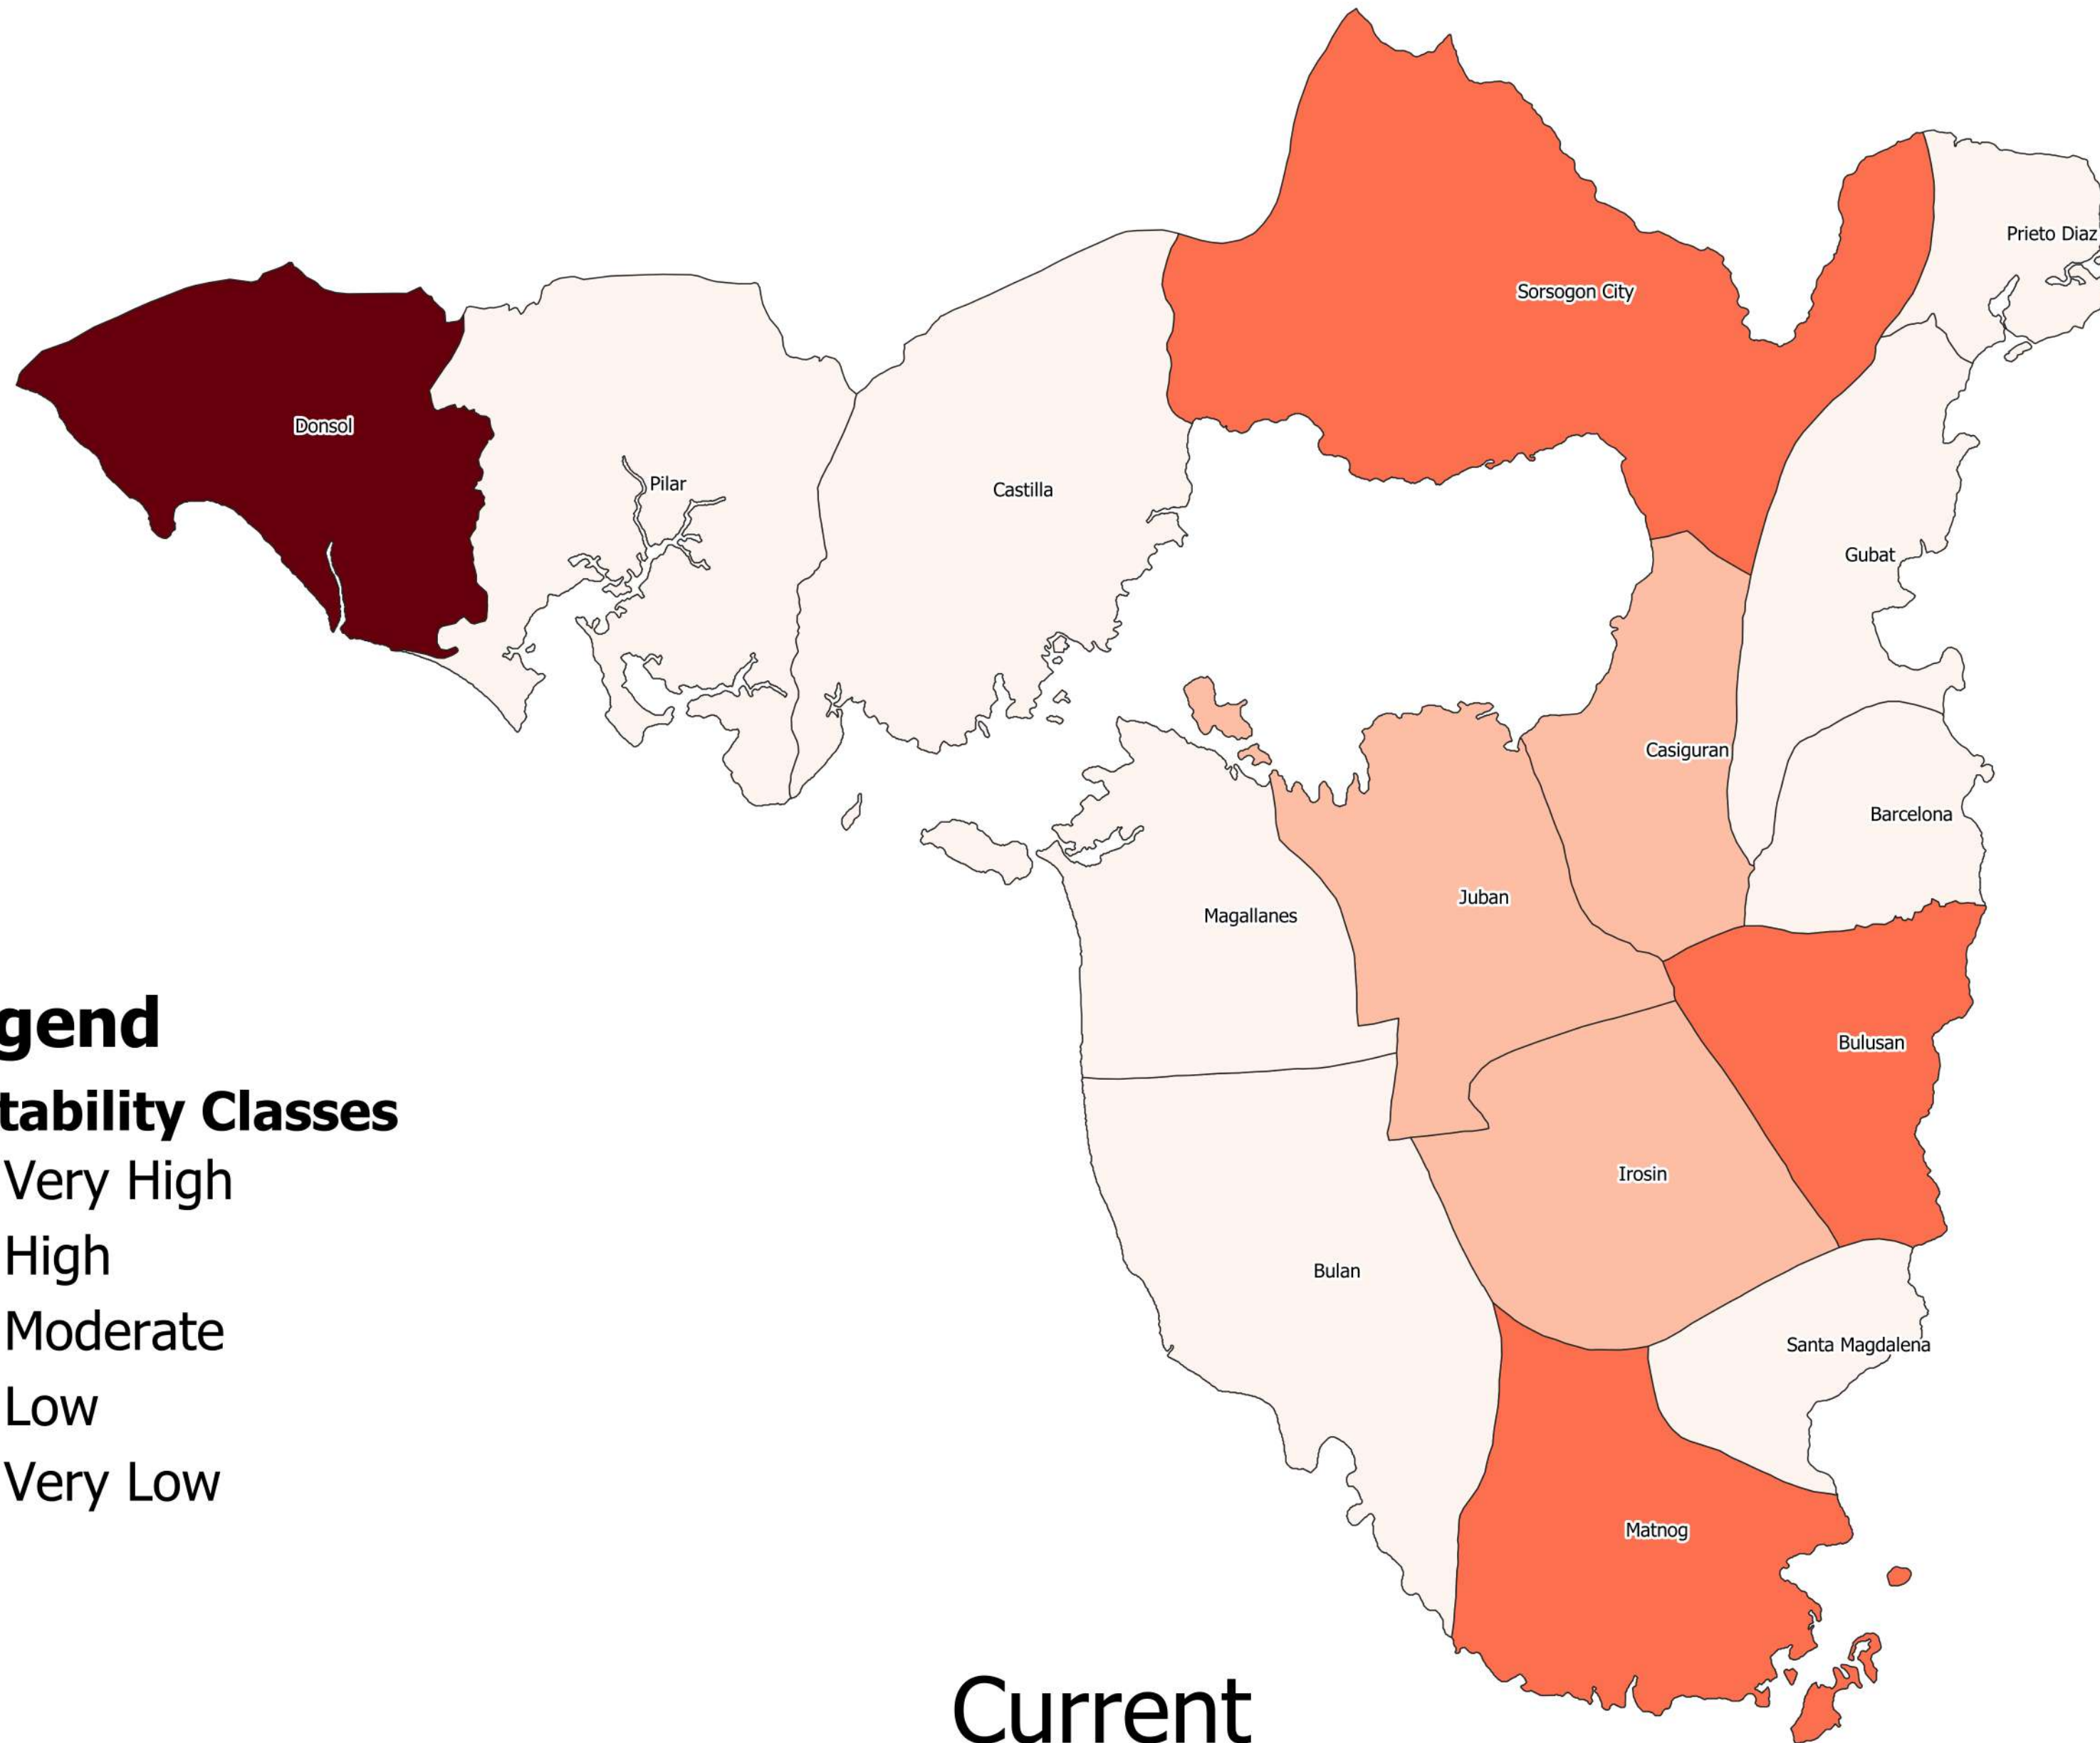 Prieto Diaz
Sorsogon City
Donsol
Pilar
Castilla
Gubat
Casiguran
Barcelona
Juban
Magallanes
gend
tability Classes
Very High
High
Moderate
Low
Very Low
Bulusan
Irosin
Bulan
Santa Magdalena
Matnog
Current